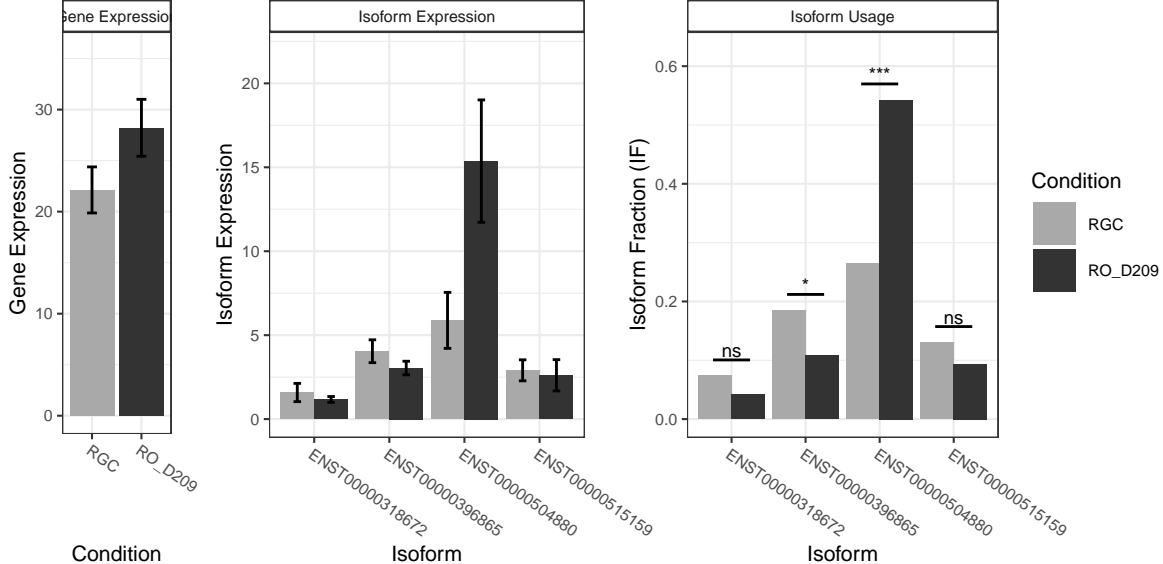 Gene Expression
Gene Expression
30
20
10
0
RGC
RO_D209
Condition
Isoform Expression
Isoform Expression
20
15
10
5
0
ENST00000318672
ENST00000396865
ENST00000504880
ENST00000515159
Isoform
Isoform Usage
Isoform Fraction (IF)
0.6
0.4
0.2
0.0
ns
*
***
ns
ENST00000318672
ENST00000396865
ENST00000504880
ENST00000515159
Isoform
Condition
RGC
RO_D209